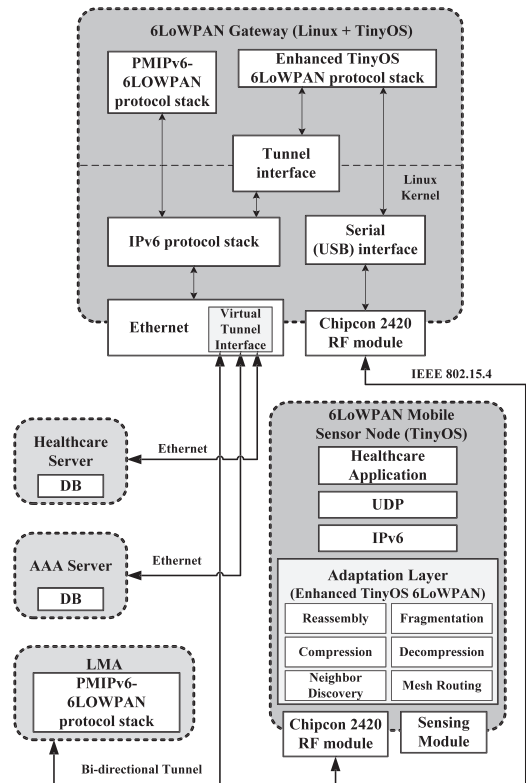 6LoWPAN Gateway (Linux + TinyOS)
PMIPv6-
6LOWPAN
protocol stack
Enhanced TinyOS
6LoWPAN protocol stack
Tunnel
interface
Linux
Kernel
IPv6 protocol stack
Serial
(USB) interface
Ethernet
Virtual
Tunnel
Interface
Chipcon 2420
RF module
IEEE 802.15.4
Healthcare
Server
DB
Ethernet
AAA Server
DB
Ethernet
LMA
PMIPv6-
6LOWPAN
protocol stack
Bi-directional Tunnel
6LoWPAN Mobile
Sensor Node (TinyOS)
Healthcare
Application
UDP
IPv6
Adaptation Layer
(Enhanced TinyOS 6LoWPAN)
Reassembly
Fragmentation
Compression
Decompression
Neighbor
Discovery
Mesh Routing
Chipcon 2420
RF module
Sensing
Module